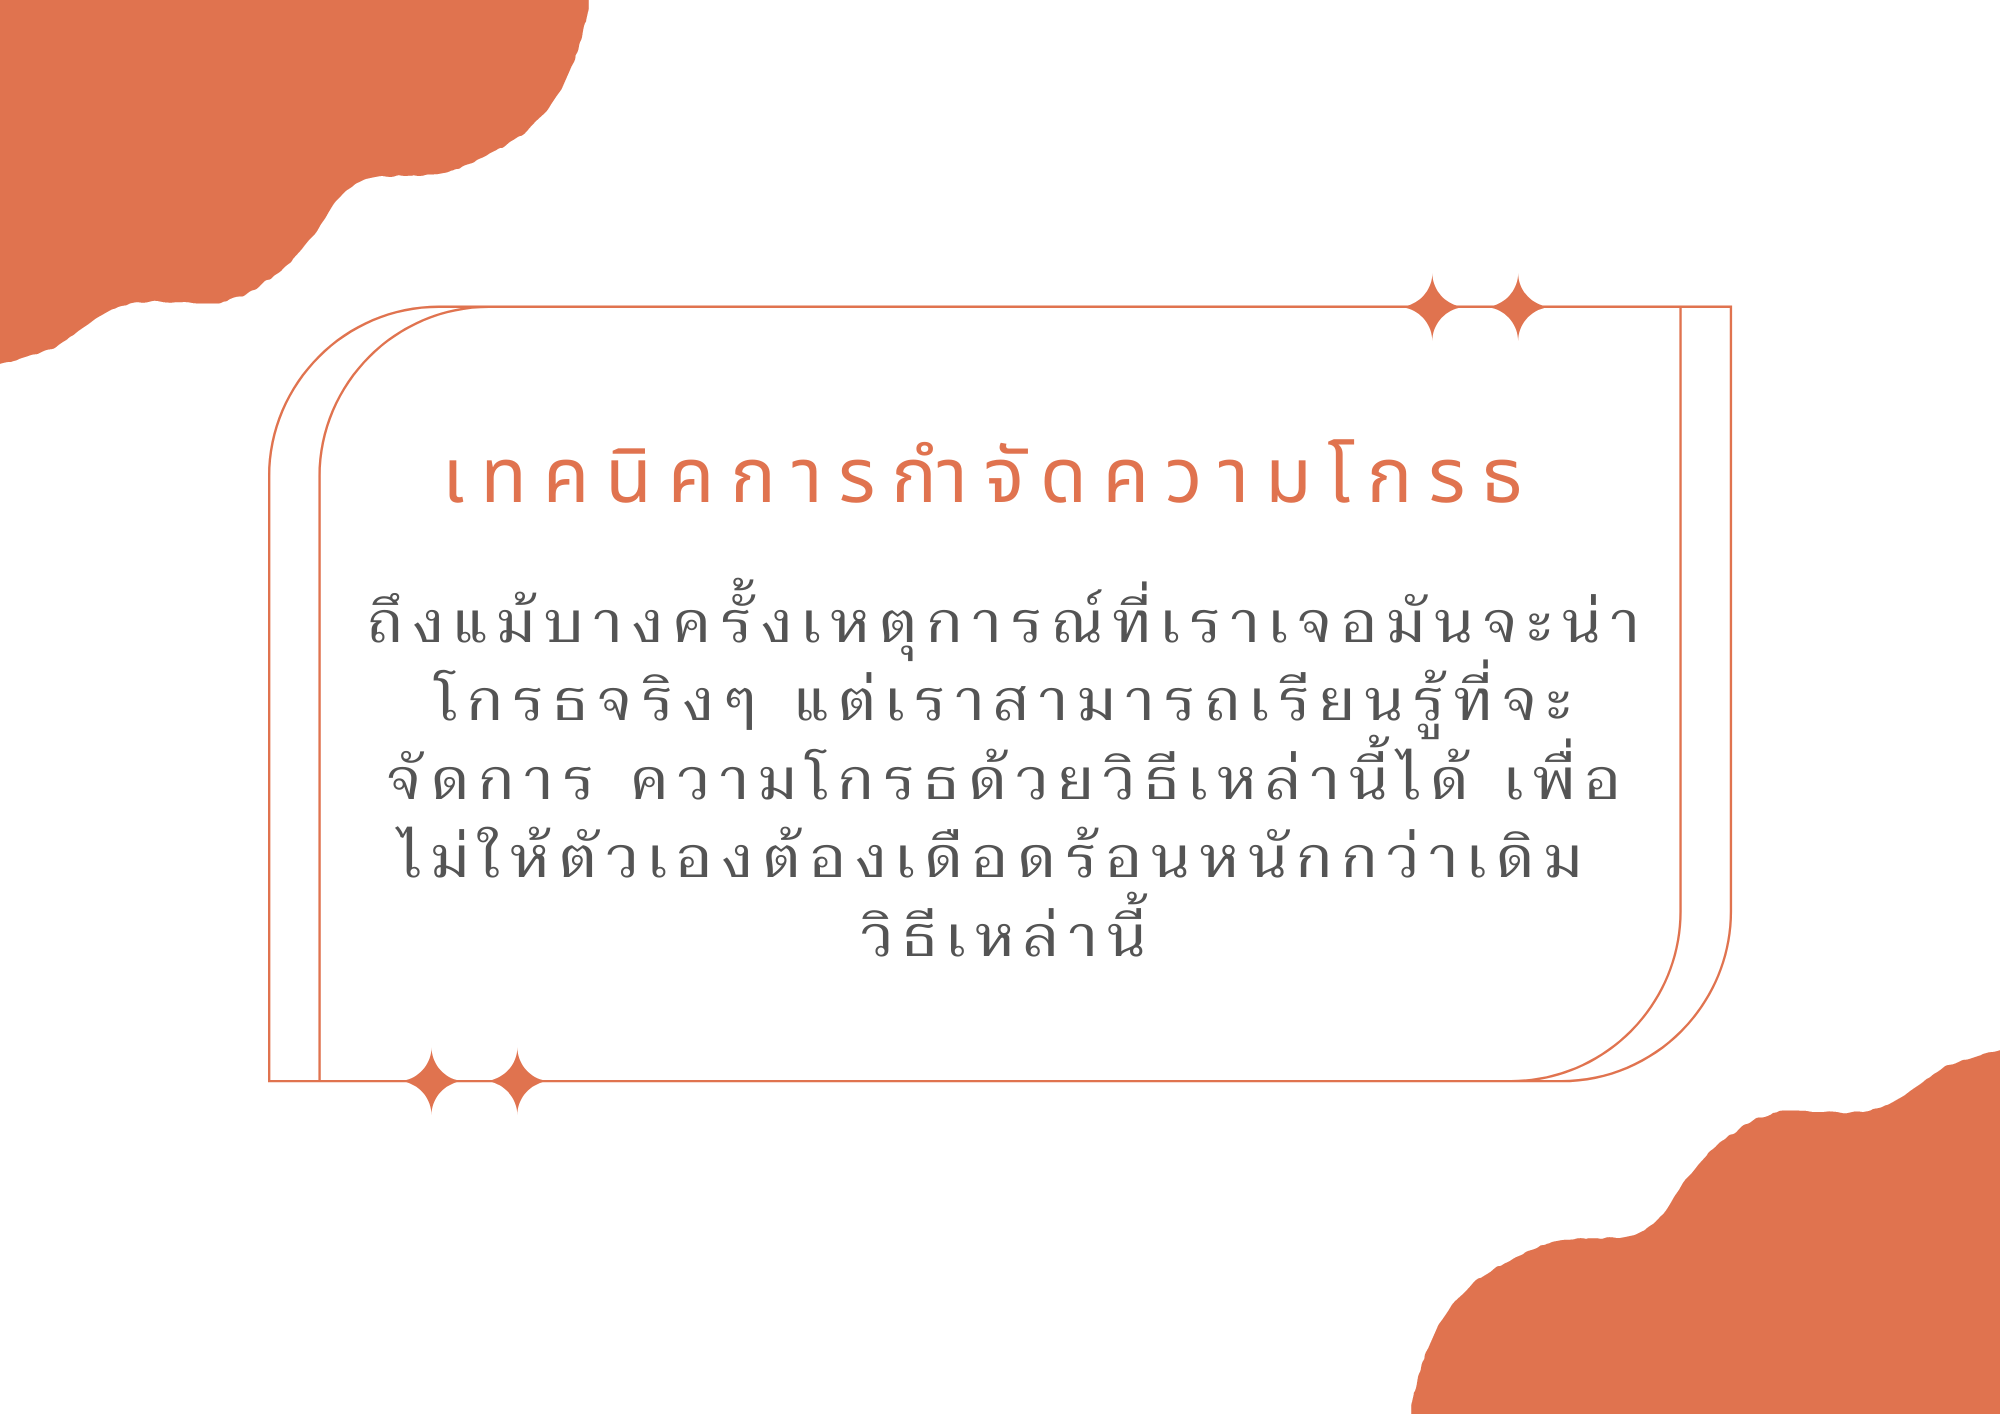 เทคนิคการกำจัดความโกรธ
ถึงแม้บางครั้งเหตุการณ์ที่เราเจอมันจะน่า
โกรธจริงๆ แต่เราสามารถเรียนรู้ที่จะ
จัดการ ความโกรธด้วยวิธีเหล่านี้ได้ เพื่อ
ไม่ให้ตัวเองต้องเดือดร้อนหนักกว่าเดิม
วิธีเหล่านี้